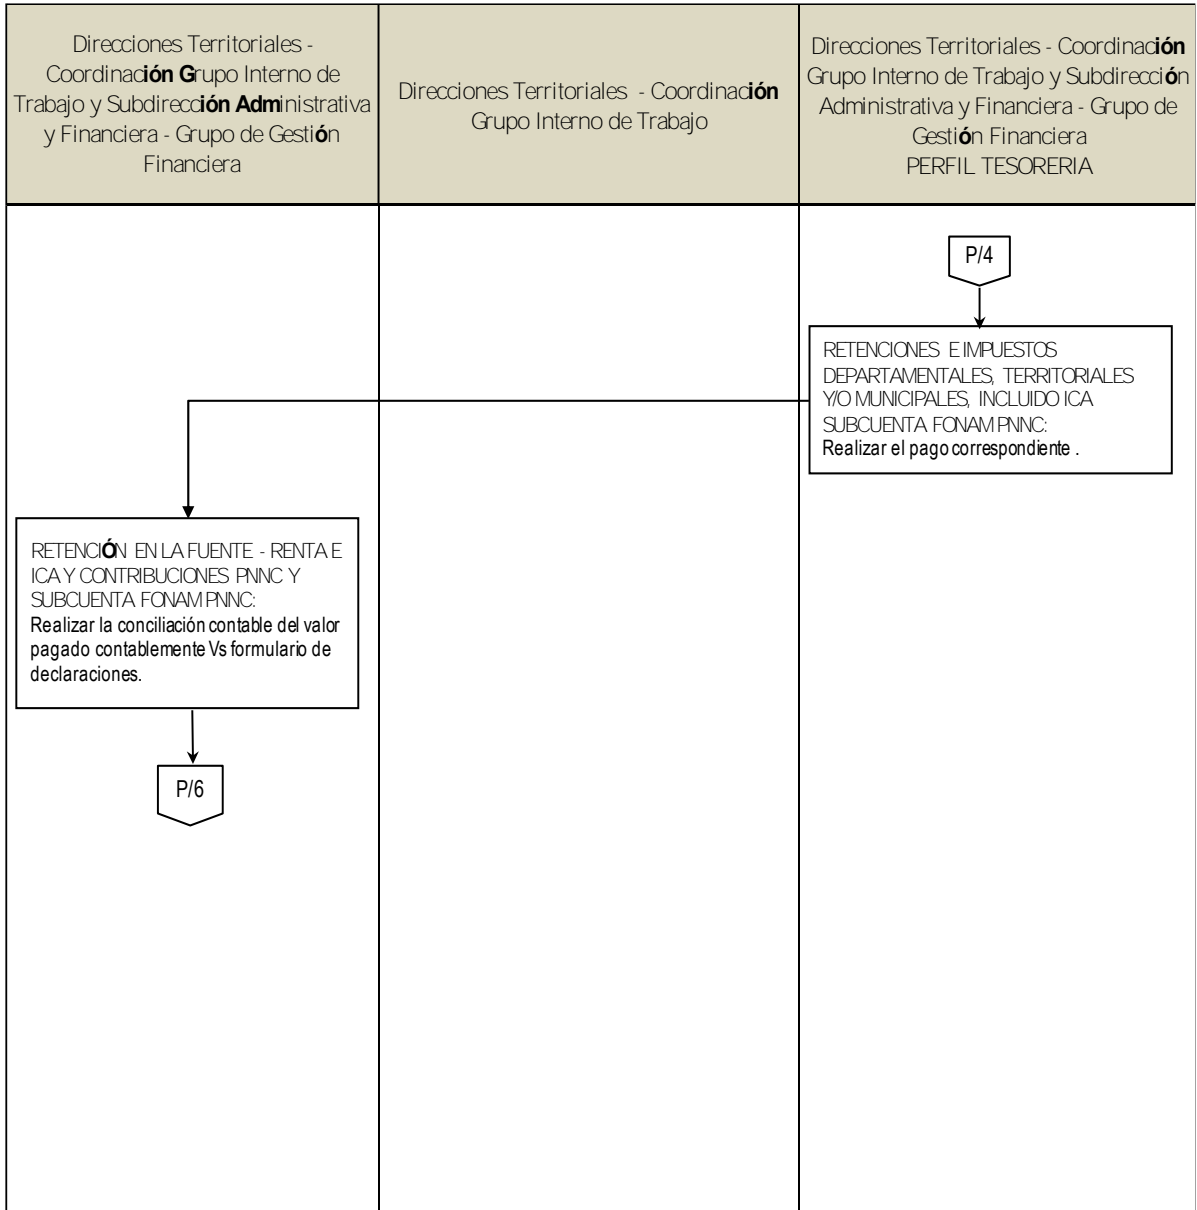 Direcciones Territoriales -
Coordinación Grupo Interno de
Trabajo y Subdirección Administrativa
y Financiera - Grupo de Gestión
Financiera
Direcciones Territoriales - Coordinación
Grupo Interno de Trabajo
Direcciones Territoriales - Coordinación
Grupo Interno de Trabajo y Subdirección
Administrativa y Financiera - Grupo de
Gestión Financiera
PERFIL TESORERIA
P/4
RETENCIONES E IMPUESTOS
DEPARTAMENTALES, TERRITORIALES
Y/O MUNICIPALES, INCLUIDO ICA
SUBCUENTA FONAM PNNC:
Realizar el pago correspondiente .
RETENCIÓN EN LA FUENTE - RENTA E
ICA Y CONTRIBUCIONES PNNC Y
SUBCUENTA FONAM PNNC:
Realizar la conciliación contable del valor
pagado contablemente Vs formulario de
declaraciones.
P/6